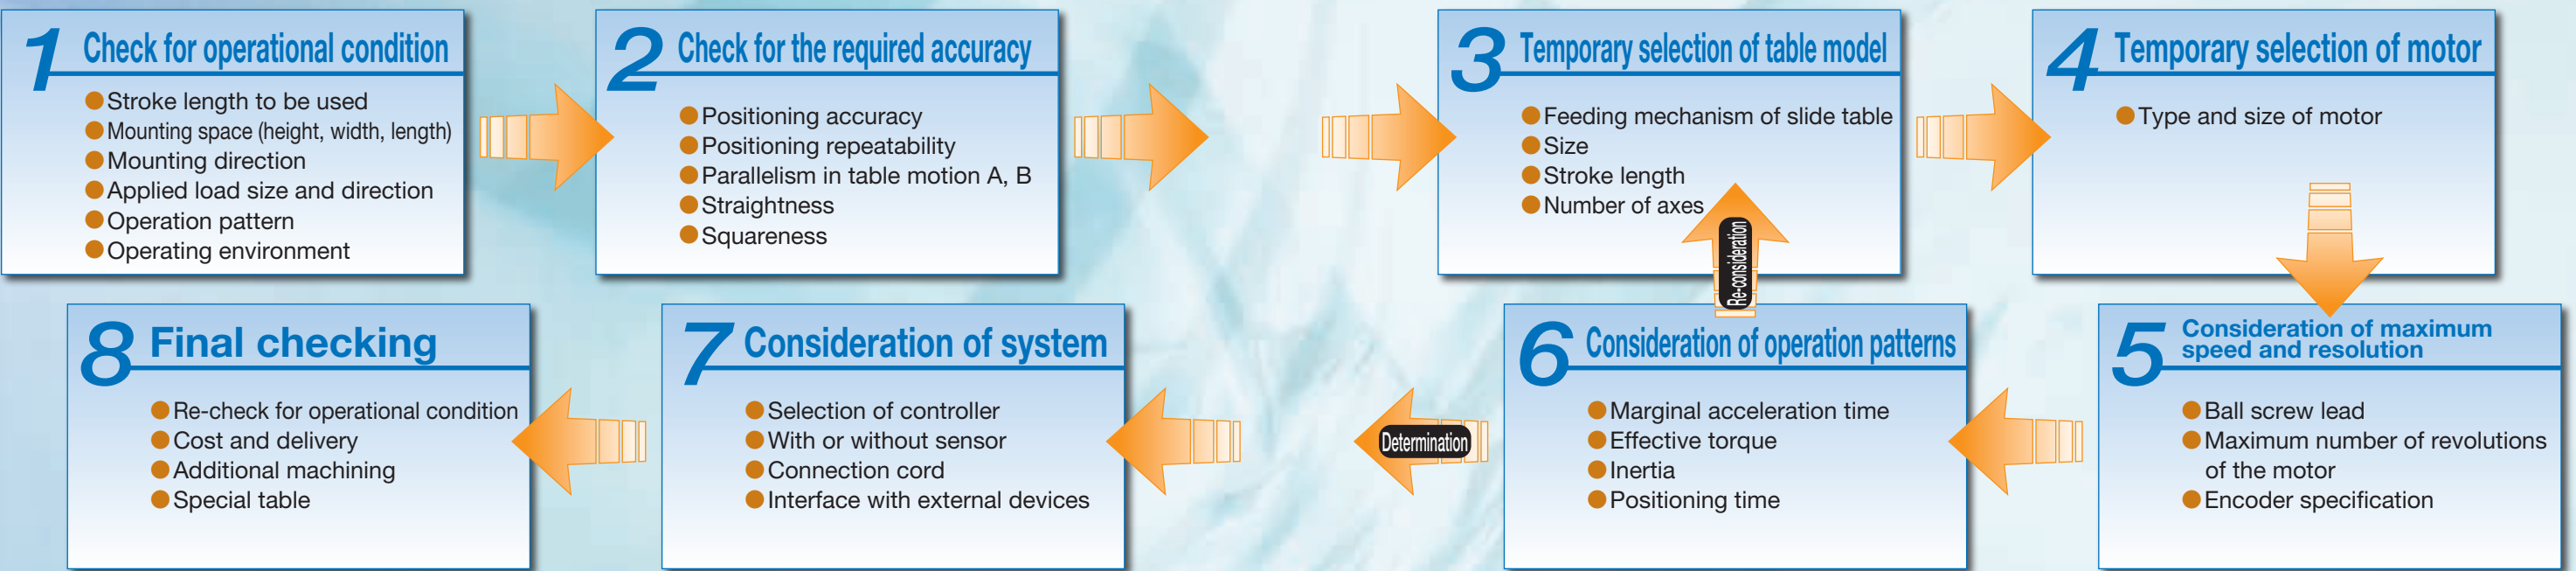 1 Check for operational condition
●Stroke length to be used
●Mounting space (height, width, length)
●Mounting direction
●Applied load size and direction
●Operation pattern
●Operating environment
2 Check for the required accuracy
●Positioning accuracy
●Positioning repeatability
●Parallelism in table motion A, B
●Straightness
●Squareness
3 Temporary selection of table model
●Feeding mechanism of slide table
●Size
●Stroke length
●Number of axes
4 Temporary selection of motor
●Type and size of motor
5 Consideration of maximum
speed and resolution
●Ball screw lead
●Maximum number of revolutions
of the motor
●Encoder specification
6 Consideration of operation patterns
●Marginal acceleration time
●Effective torque
●Inertia
●Positioning time
Re-consideration
Determination
7 Consideration of system
●Selection of controller
●With or without sensor
●Connection cord
●Interface with external devices
8 Final checking
●Re-check for operational condition
●Cost and delivery
●Additional machining
●Special table